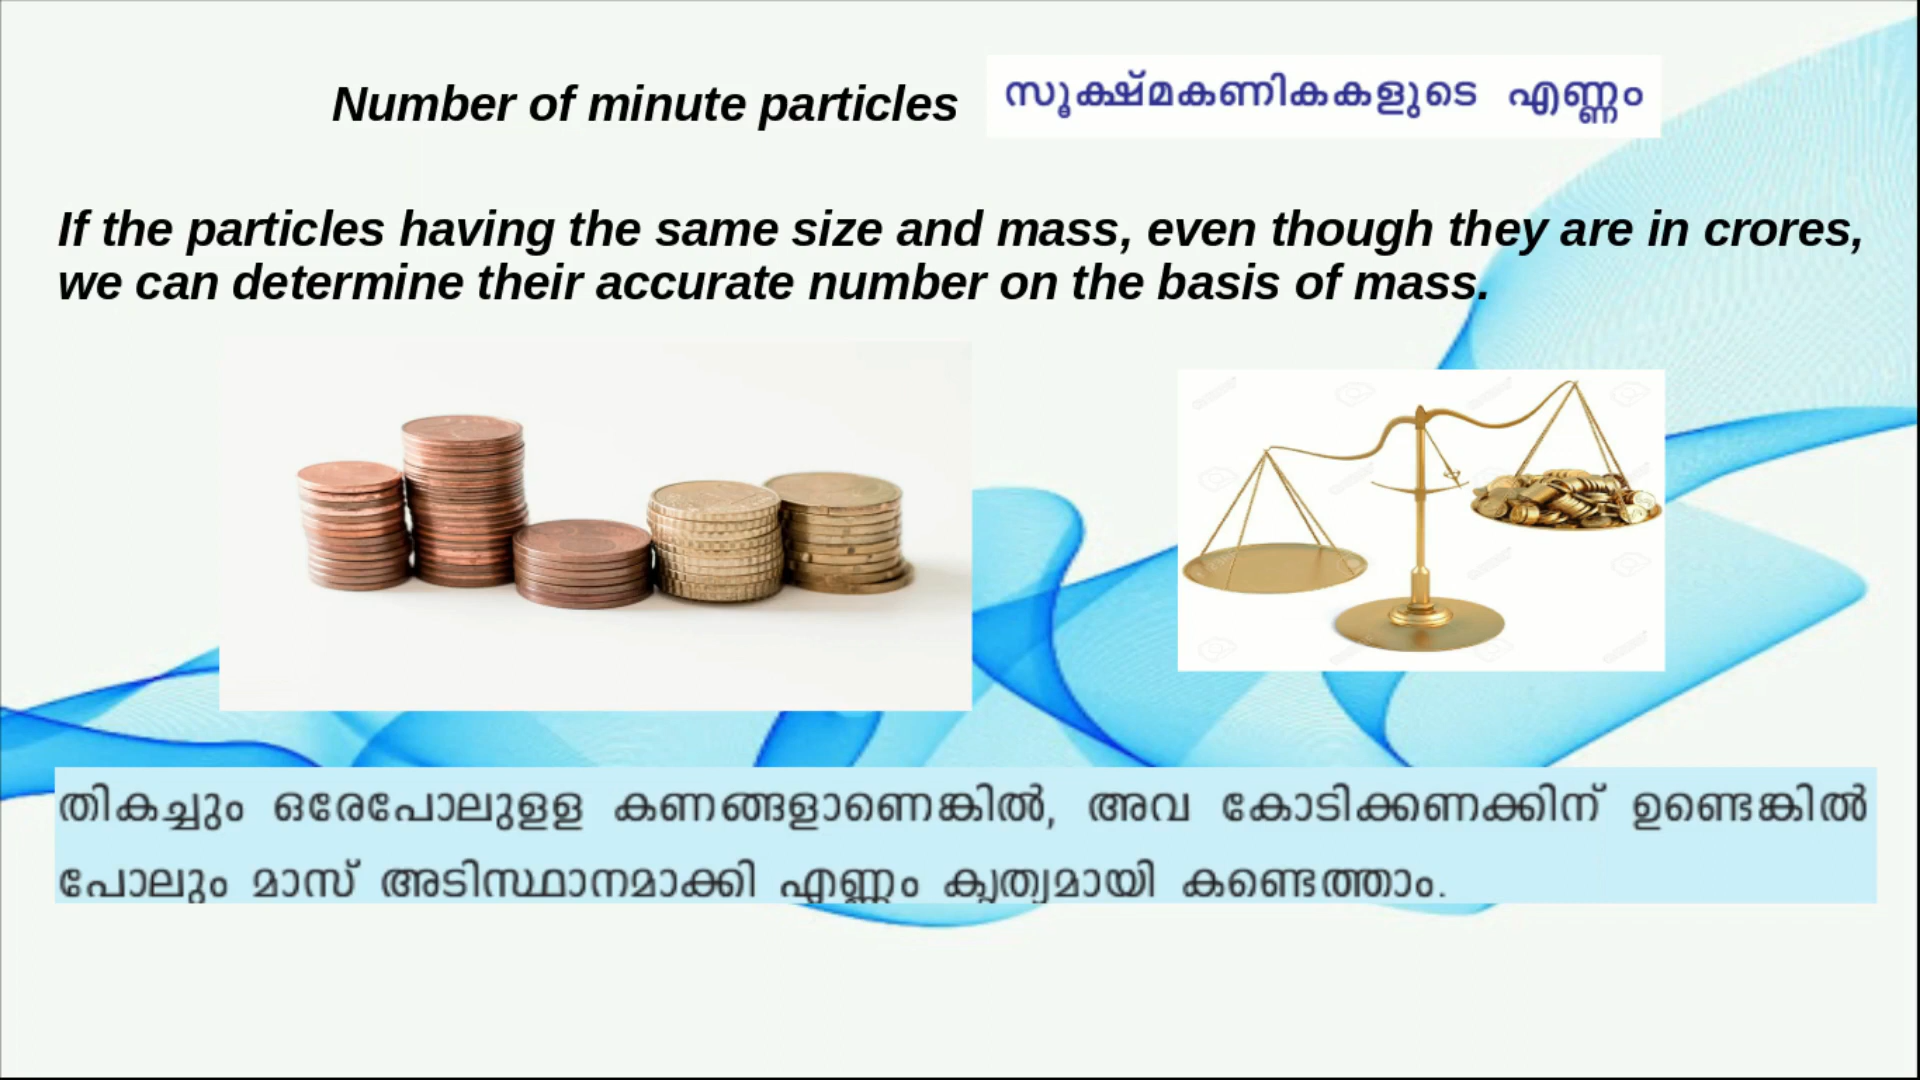 Number of minute particles സൂക്ഷ്മകണികകളുടെ എണ്ണം
If the particles having the same size and mass, even though they are in crores,
we can determine their accurate number on the basis of mass.
തികച്ചും ഒരേപോലുളള കണങ്ങളാണെങ്കിൽ, അവ കോടിക്കണക്കിന് ഉണ്ടെങ്കിൽ
പോലും മാസ് അടിസ്ഥാനമാക്കി എണ്ണം കൃത്യമായി കണ്ടെത്താം.